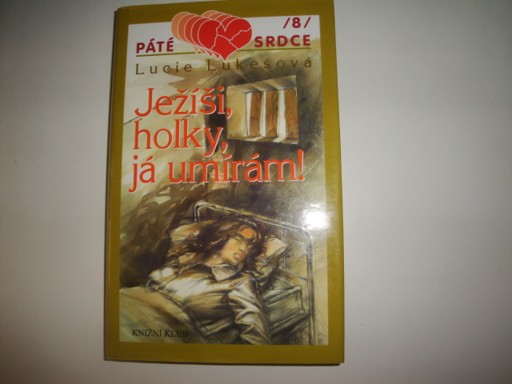 /8/
PÁTÉ SRDCE
Lucie Lukešová
Ježíši,
holky,
já umírám!
KNIŽNÍ KLUB